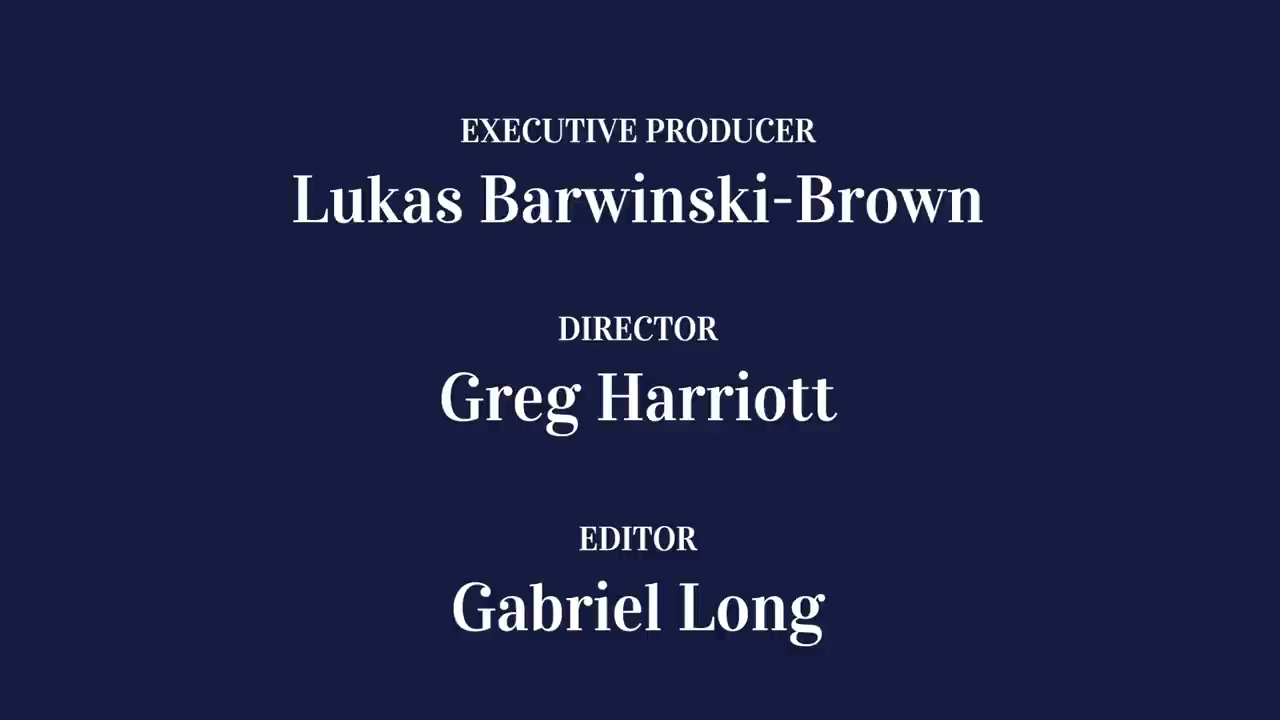 EXECUTIVE PRODUCER
Lukas Barwinski-Brown
DIRECTOR
Greg Harriott
EDITOR
Gabriel Long